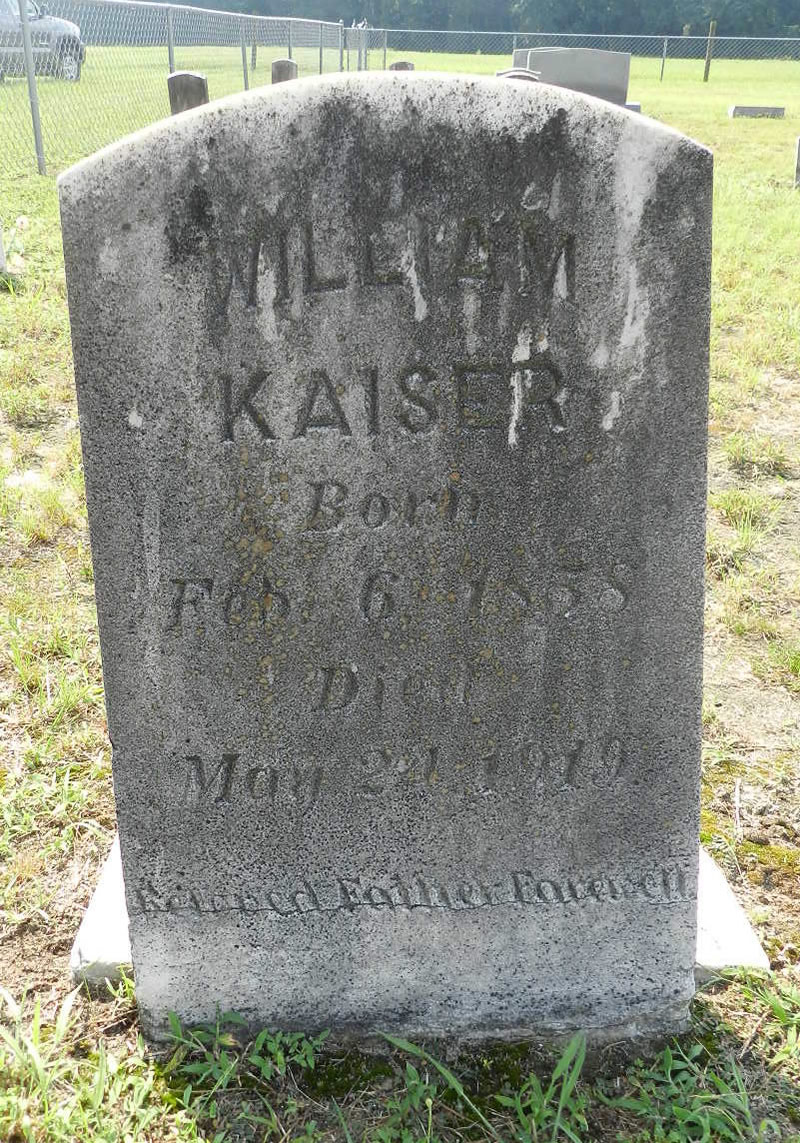 WILLIAM
KAISER
Born
Feb. 6, 1858
Died
May 24, 1919
Beloved Father Farewell